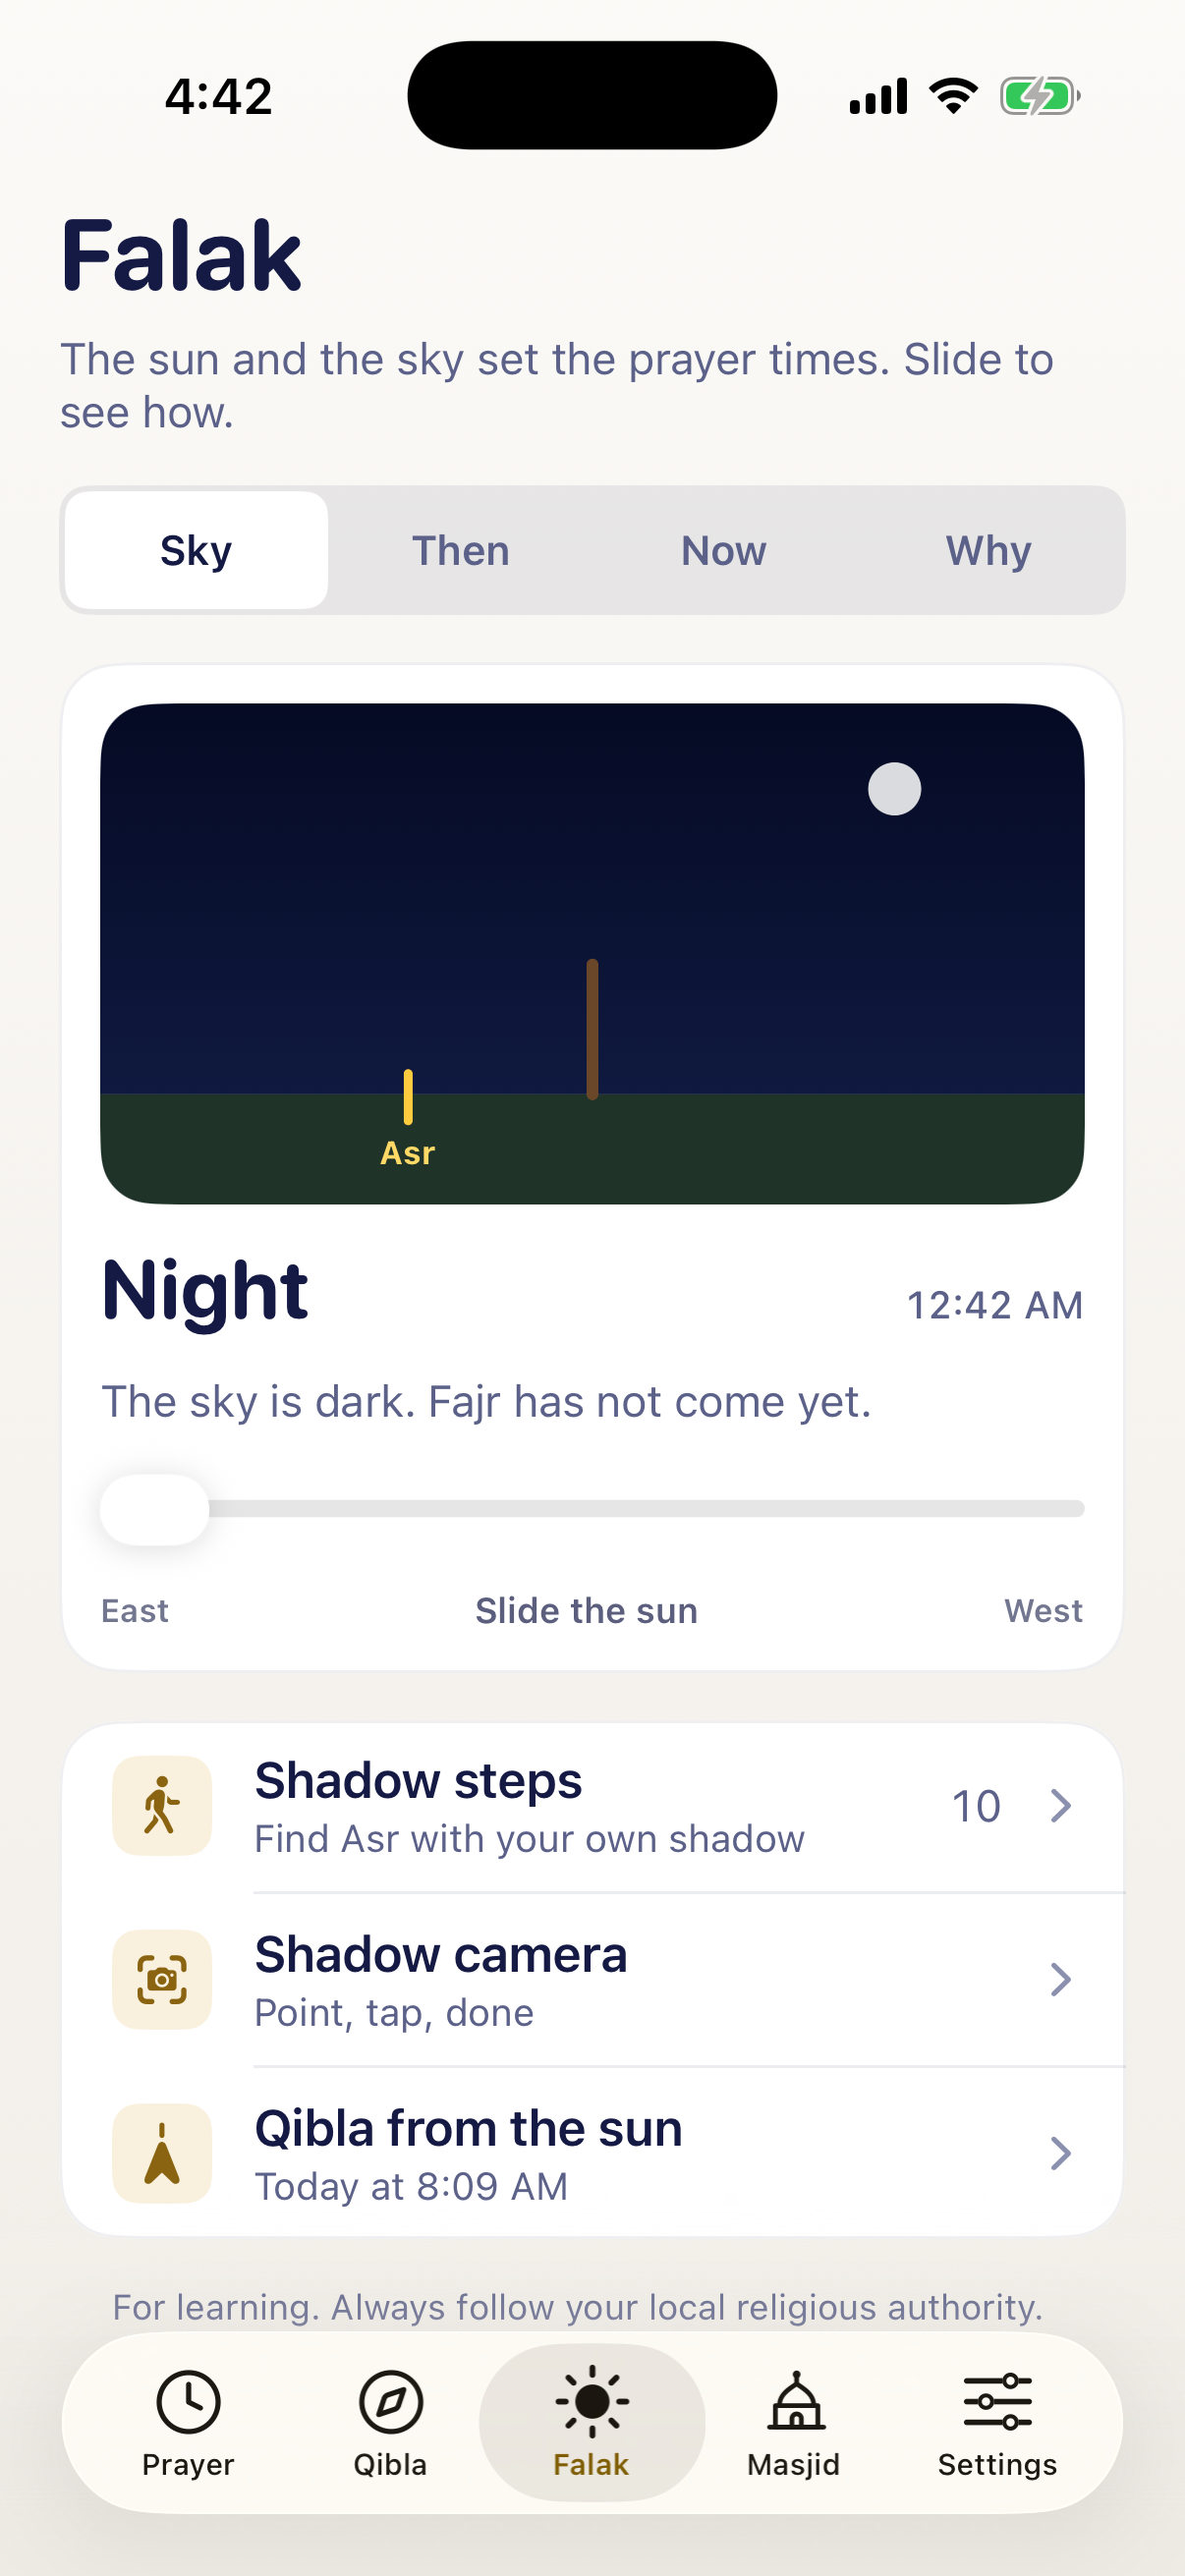 4:42
Falak
The sun and the sky set the prayer times. Slide to
see how.
Sky
Then
Now
Why
Asr
Night
12:42 AM
The sky is dark. Fajr has not come yet.
East
Slide the sun
West
Shadow steps
Find Asr with your own shadow
10
Shadow camera
Point, tap, done
Qibla from the sun
Today at 8:09 AM
For learning. Always follow your local religious authority.
Prayer
Qibla
Falak
Masjid
Settings